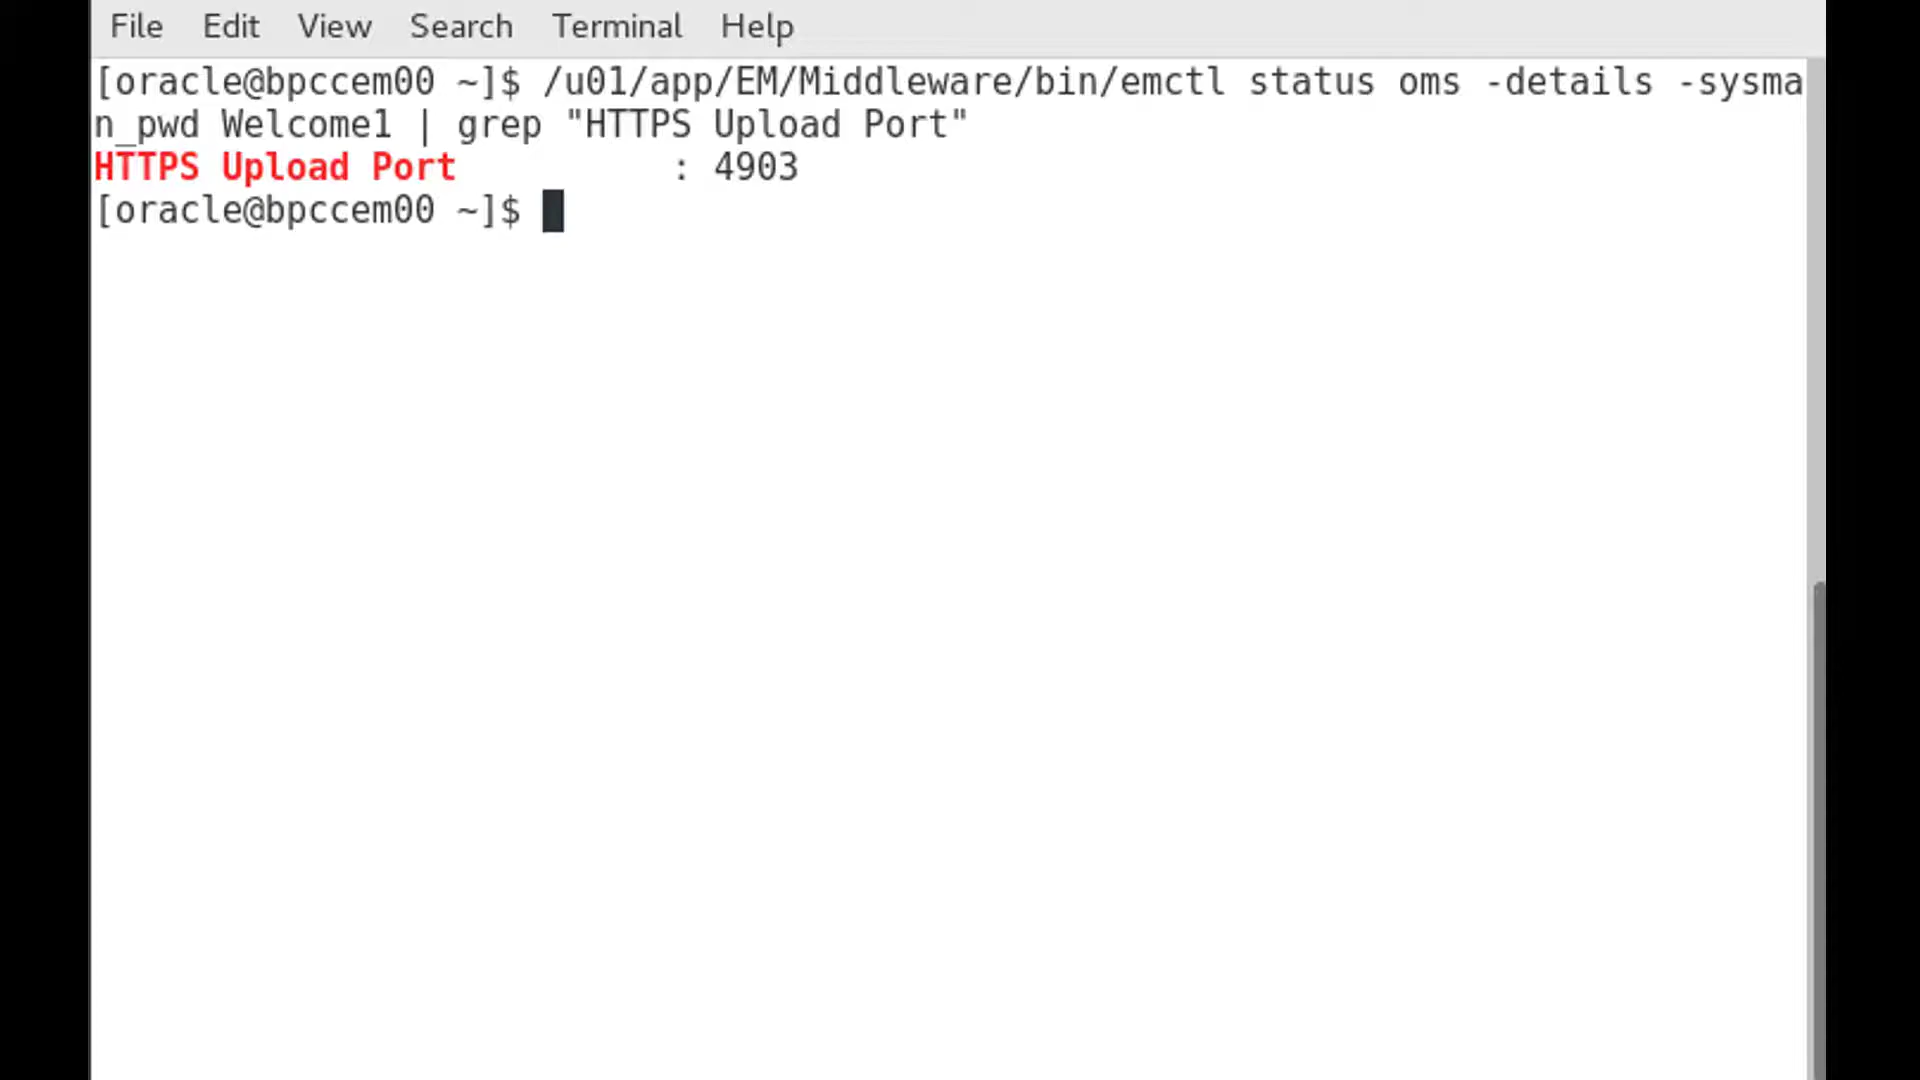 File Edit View Search Terminal Help
[oracle@bpccem00 ~]$ /u01/app/EM/Middleware/bin/emctl status oms -details -sysma
n_pwd Welcome1 | grep "HTTPS Upload Port"
HTTPS Upload Port : 4903
[oracle@bpccem00 ~]$